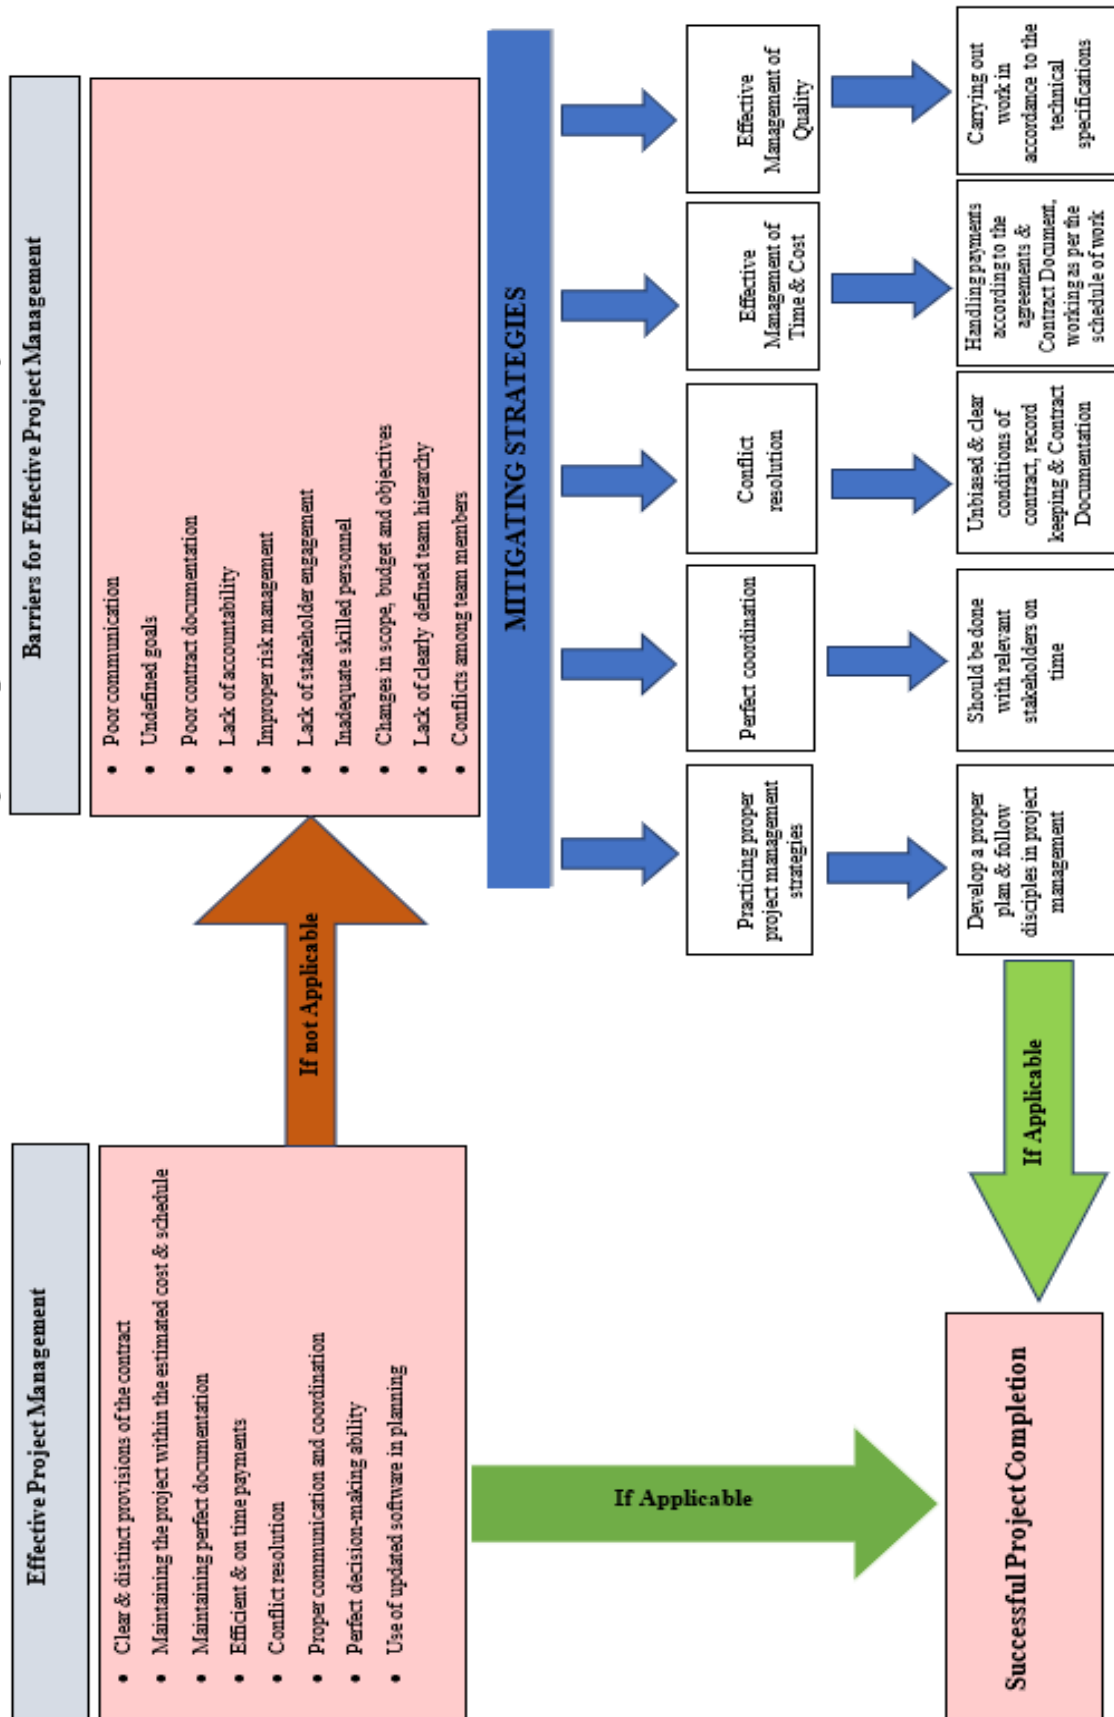 Effective Project Management
• Clear & distinct provisions of the contract
• Maintaining the project within the estimated cost & schedule
• Maintaining perfect documentation
• Efficient & on time payments
• Conflict resolution
• Proper communication and coordination
• Perfect decision-making ability
• Use of updated software in planning
If not Applicable
Barriers for Effective Project Management
• Poor communication
• Undefined goals
• Poor contract documentation
• Lack of accountability
• Improper risk management
• Lack of stakeholder engagement
• Inadequate skilled personnel
• Changes in scope, budget and objectives
• Lack of clearly defined team hierarchy
• Conflicts among team members
MITIGATING STRATEGIES
Practicing proper
project management
strategies
Perfect coordination
Conflict
resolution
Effective
Management of
Time & Cost
Effective
Management of
Quality
Develop a proper
plan & follow
disciples in project
management
Should be done
with relevant
stakeholders on
time
Unbiased & clear
conditions of
contract, record
keeping & Contract
Documentation
Handling payments
according to the
agreements &
Contract Document,
working as per the
schedule of work
Carrying out
work in
accordance to the
technical
specifications
If Applicable
If Applicable
Successful Project Completion